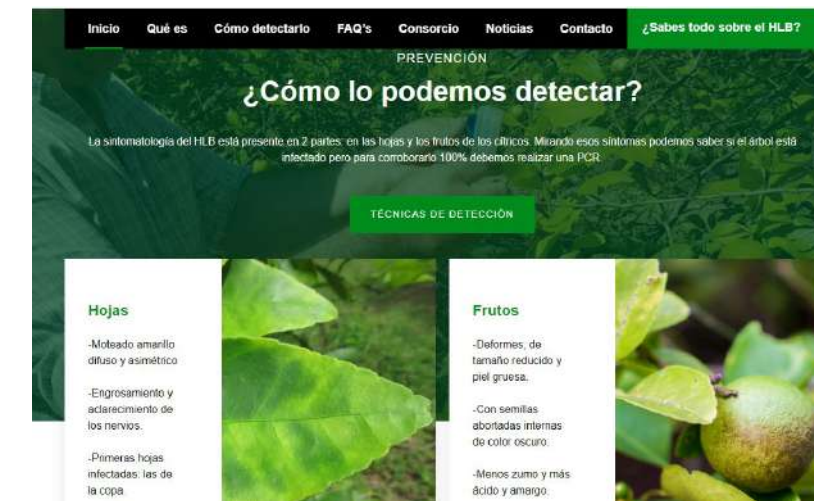 Inicio Qué es Cómo detectarlo FAQ's Consorcio Noticias Contacto ¿Sabes todo sobre el HLB?
PREVENCIÓN
¿Cómo lo podemos detectar?
La sintomatología del HLB está presente en 2 partes: en las hojas y los frutos de los cítricos. Mirando esos síntomas podemos saber si el árbol está
infectado pero para corroborarlo 100% debemos realizar una PCR.
TÉCNICAS DE DETECCIÓN
Hojas
-Moteado amarillo
difuso y asimétrico
-Engrosamiento y
aclarecimiento de
los nervios.
-Primeras hojas
infectadas: las de
la copa
Frutos
-Deformes, de
tamaño reducido y
piel gruesa.
-Con semillas
abortadas internas
de color oscuro.
-Menos zumo y más
ácido y amargo.